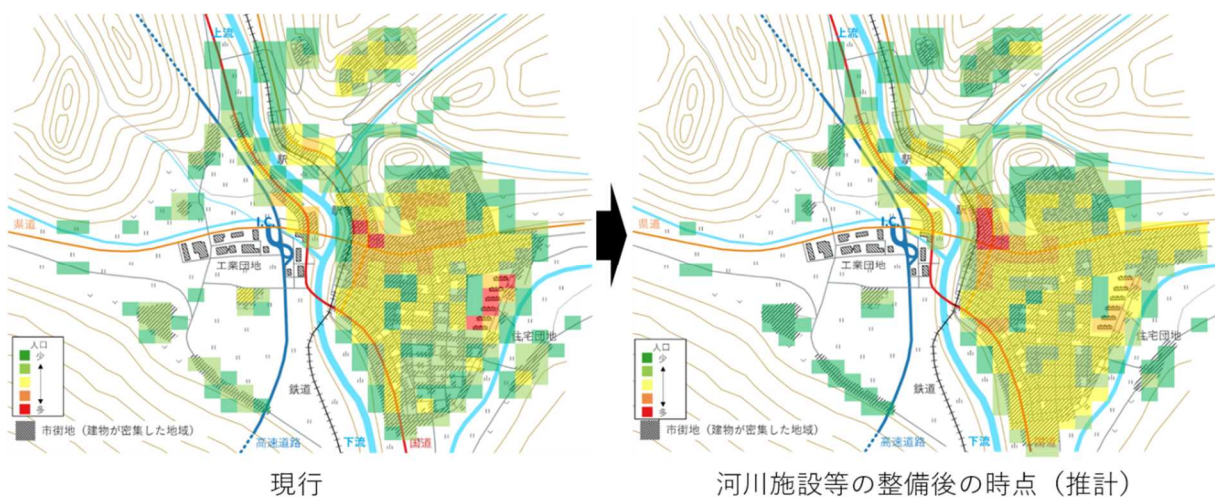 上流
駅
県道
I.C.
工業団地
住宅団地
人口
少
多
鉄道
市街地（建物が密集した地域）
高速道路
下流
国道
現行
上流
駅
県道
I.C.
工業団地
住宅団地
人口
少
多
鉄道
市街地（建物が密集した地域）
高速道路
下流
国道
河川施設等の整備後の時点（推計）